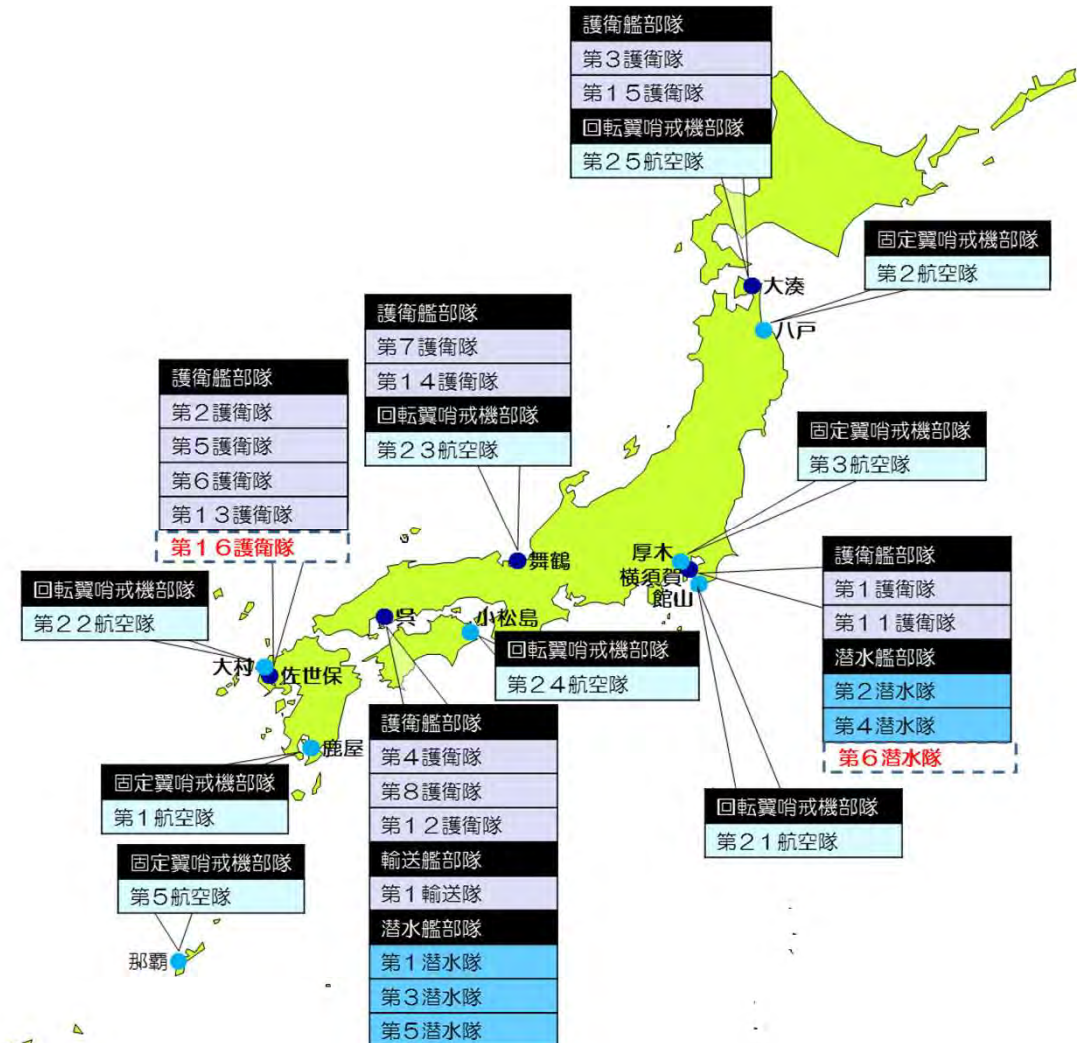 護衛艦部隊
第3護衛隊
第15護衛隊
回転翼哨戒機部隊
第25航空隊
大湊
固定翼哨戒機部隊
第2航空隊
八戸
護衛艦部隊
第7護衛隊
第14護衛隊
回転翼哨戒機部隊
第23航空隊
舞鶴
護衛艦部隊
第2護衛隊
第5護衛隊
第6護衛隊
第13護衛隊
第16護衛隊
佐世保
固定翼哨戒機部隊
第3航空隊
厚木
横須賀
館山
護衛艦部隊
第1護衛隊
第11護衛隊
潜水艦部隊
第2潜水隊
第4潜水隊
第6潜水隊
回転翼哨戒機部隊
第22航空隊
大村
呉
小松島
回転翼哨戒機部隊
第24航空隊
護衛艦部隊
第4護衛隊
第8護衛隊
第12護衛隊
輸送艦部隊
第1輸送隊
潜水艦部隊
第1潜水隊
第3潜水隊
第5潜水隊
回転翼哨戒機部隊
第21航空隊
鹿屋
固定翼哨戒機部隊
第1航空隊
固定翼哨戒機部隊
第5航空隊
那覇